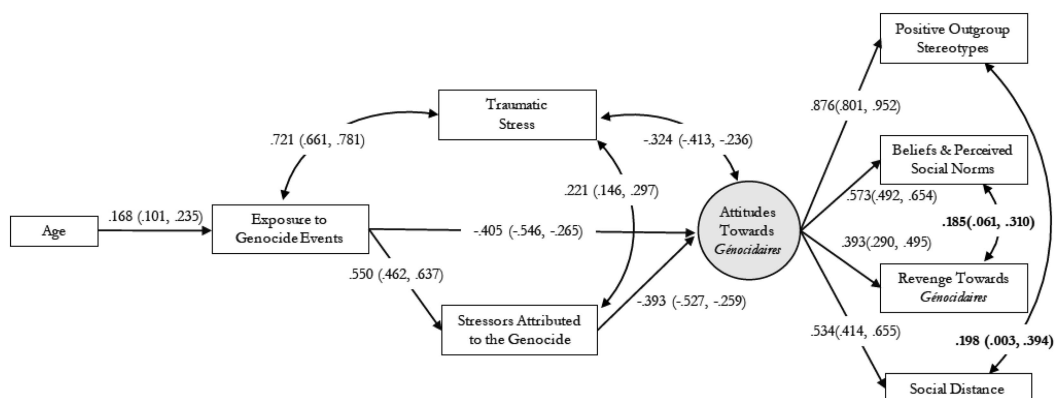 Positive Outgroup
Stereotypes
.876(.801, .952)
Traumatic
Stress
.721 (.661, .781)
-.324 (-.413, -.236)
Beliefs & Perceived
Social Norms
.573(.492, .654)
.221 (.146, .297)
Age
.168 (.101, .235)
Exposure to
Genocide Events
-.405 (-.546, -.265)
Attitudes
Towards
Génocidaires
.185(.061, .310)
.393(.290, .495)
.550 (.462, .637)
Revenge Towards
Génocidaires
-.393 (-.527, -.259)
Stressors Attributed
to the Genocide
.534(.414, .655)
.198 (.003, .394)
Social Distance